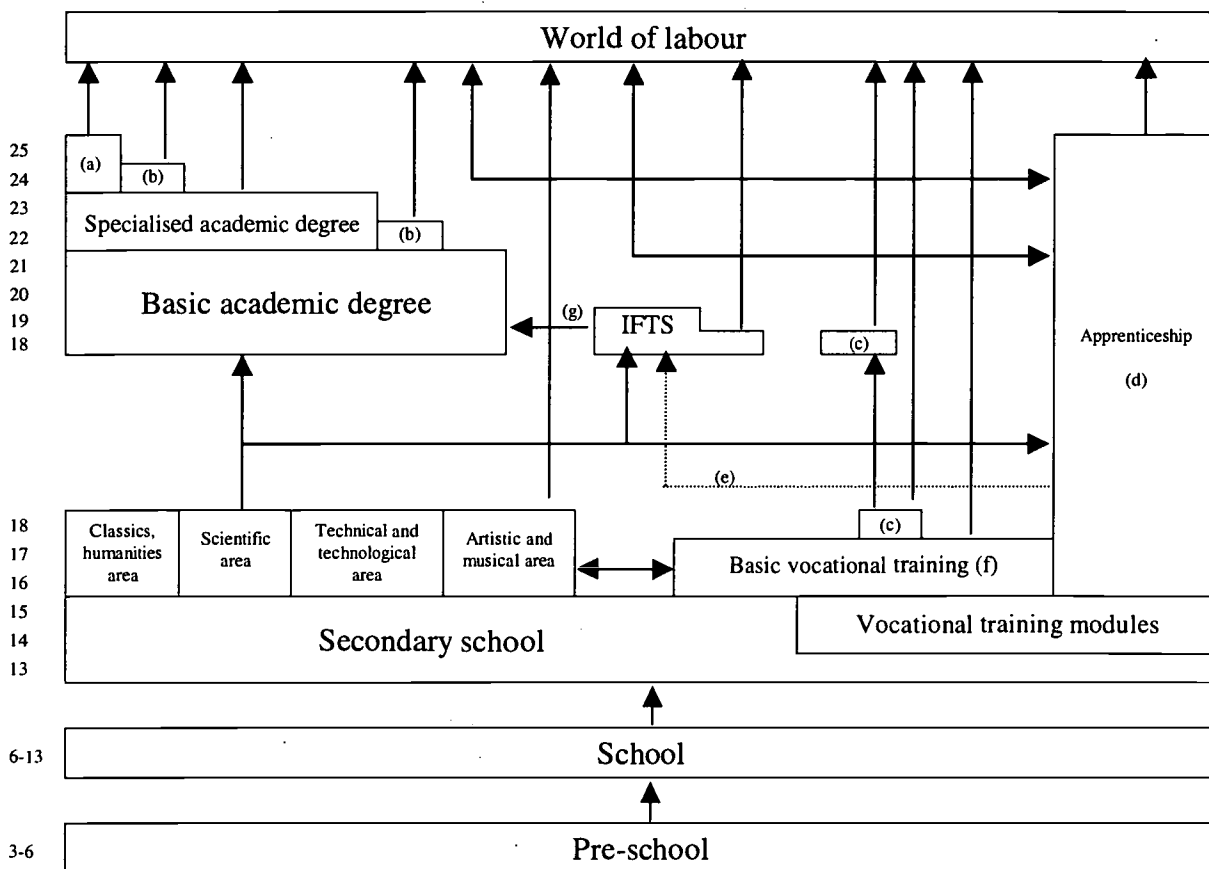 World of labour
25
(a)
24
(b)
23
Specialised academic degree
22
(b)
21
20
Basic academic degree
19
(g)
IFTS
18
(c)
Apprenticeship
(d)
(e)
18
Classics,
humanities
area
Scientific
area
Technical and
technological
area
Artistic and
musical area
(c)
17
Basic vocational training (f)
16
15
Vocational training modules
14
Secondary school
13
6-13
School
3-6
Pre-school